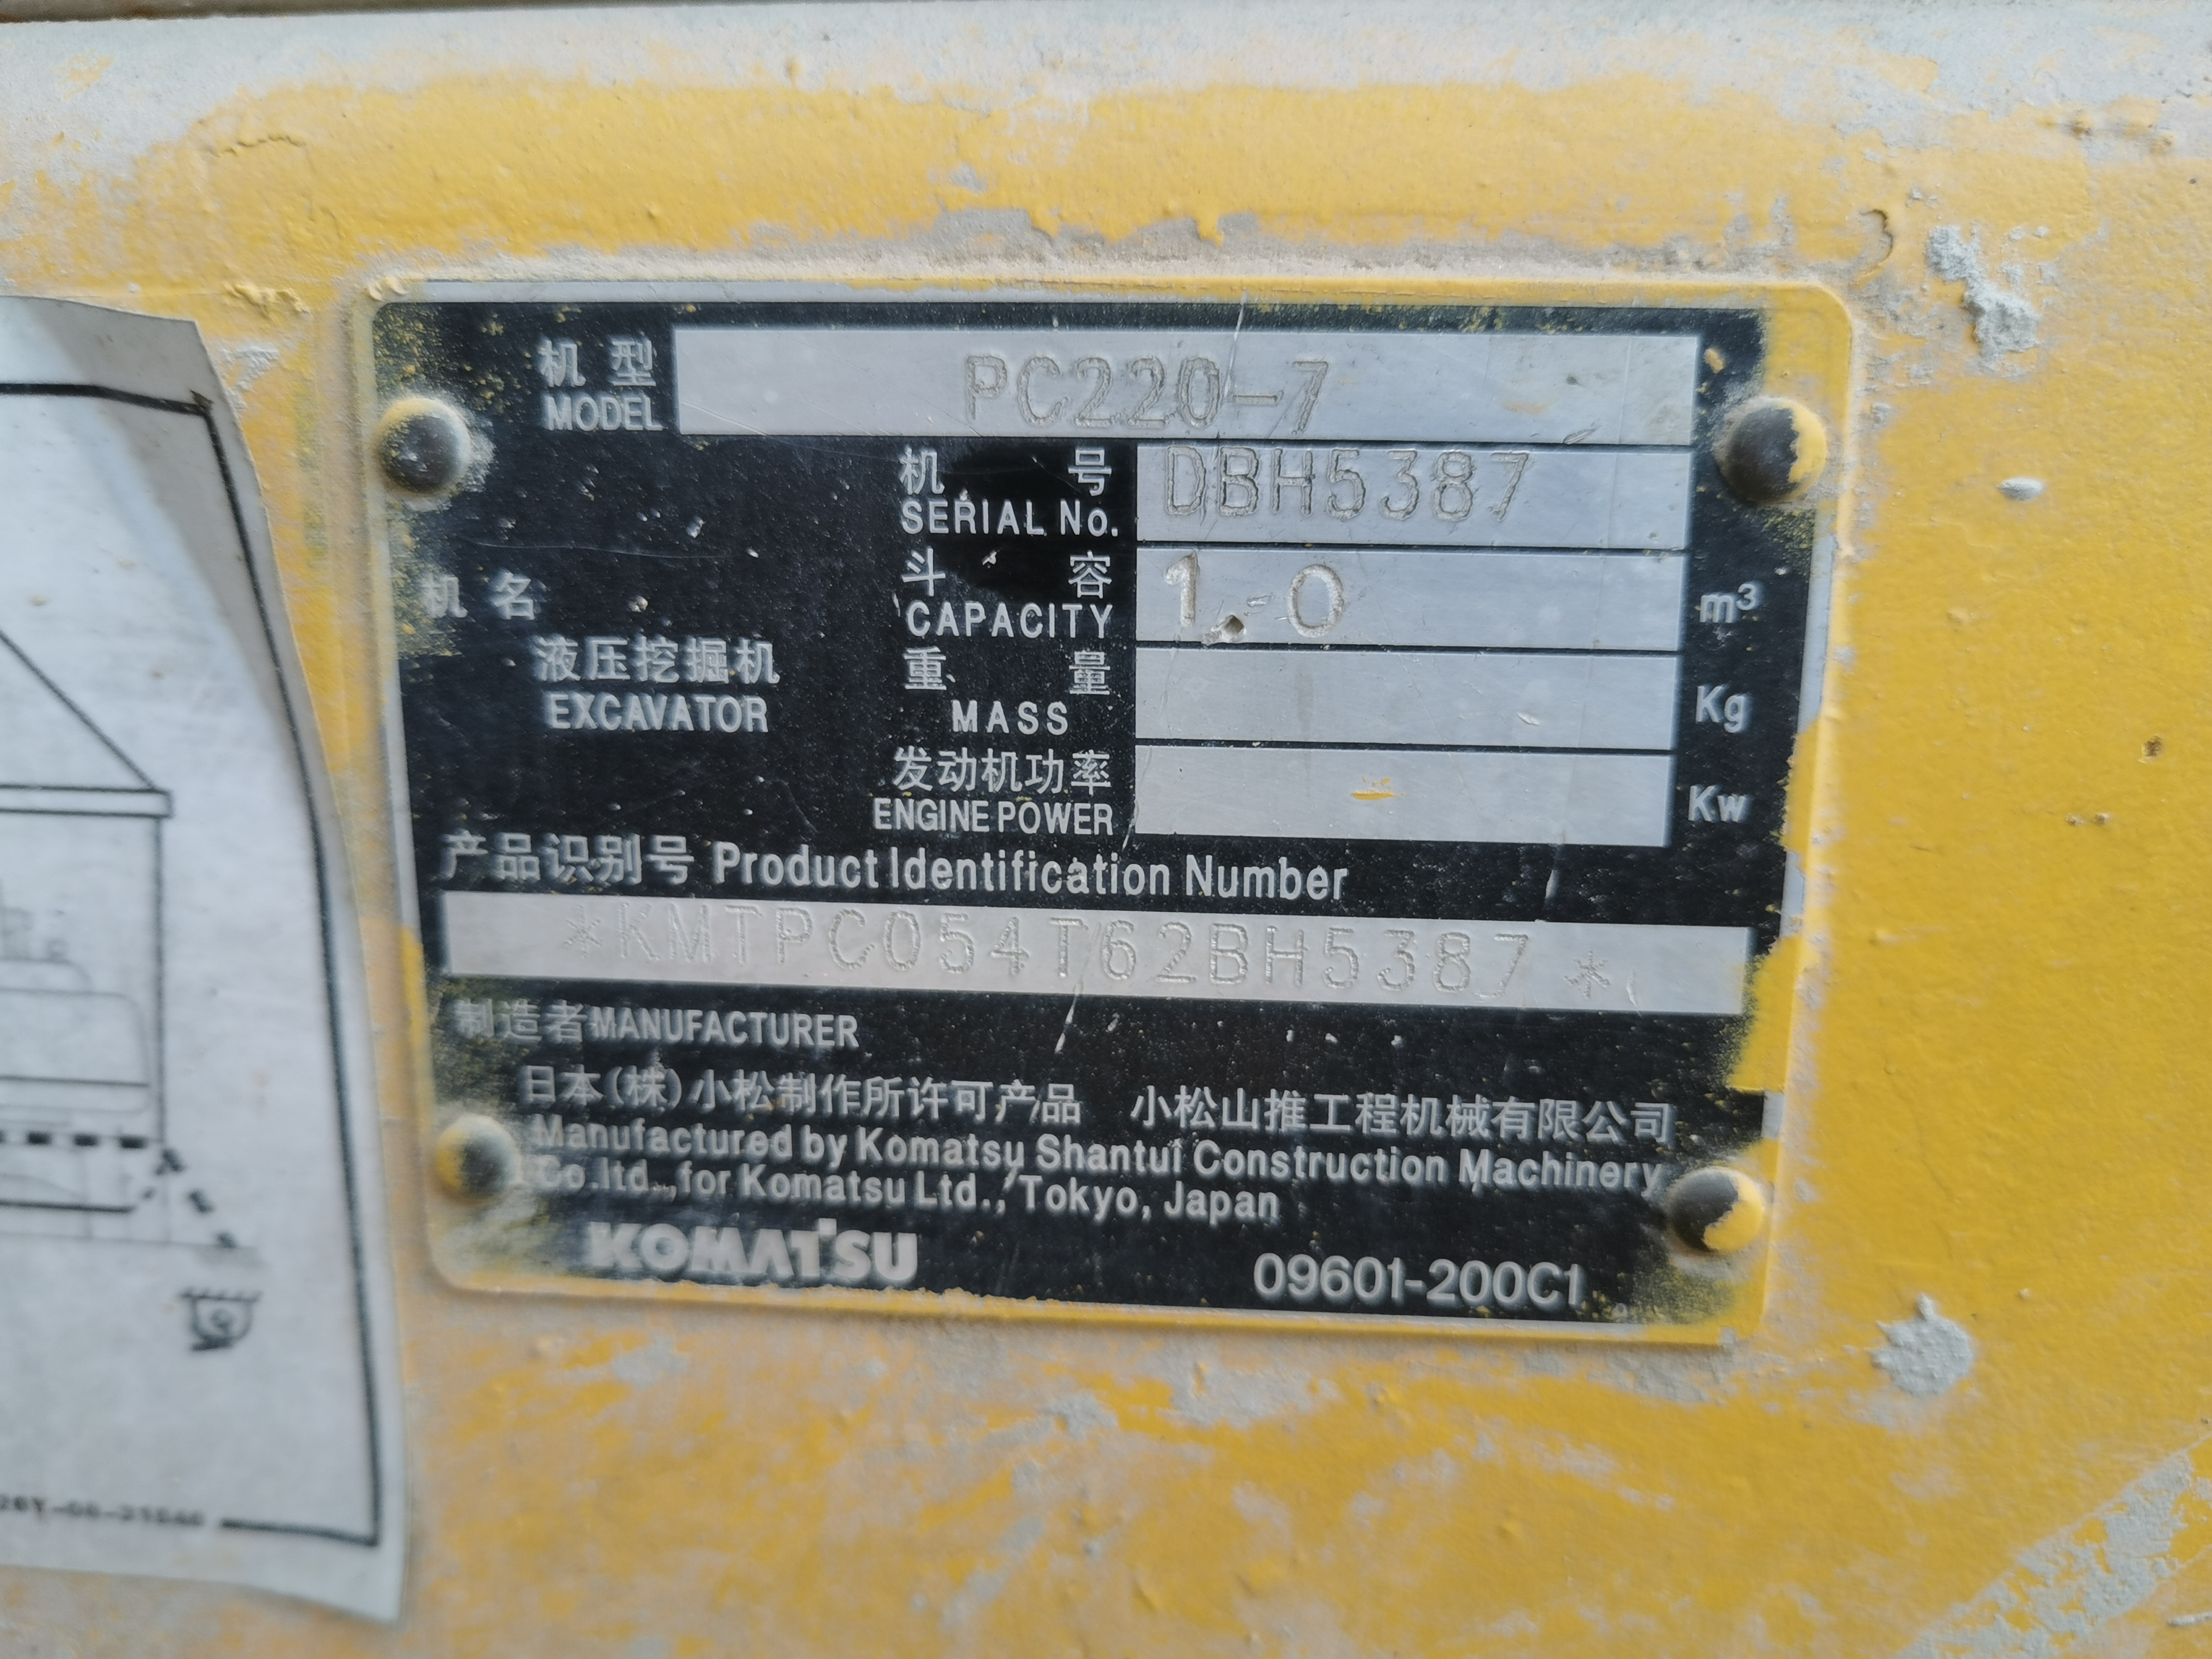 机型 PC220-7
MODEL
机号 DBH5387
SERIAL No.
斗容 1.0 m³
CAPACITY
机名
液压挖掘机
EXCAVATOR
重量 Kg
MASS
发动机功率 Kw
ENGINE POWER
产品识别号 Product Identification Number
*KMTPC054T62BH5387*
制造者MANUFACTURER
日本(株)小松制作所许可产品 小松山推工程机械有限公司
Manufactured by Komatsu Shantui Construction Machinery
Co.ltd.,for Komatsu Ltd.,Tokyo, Japan
KOMATSU 09601-200C1